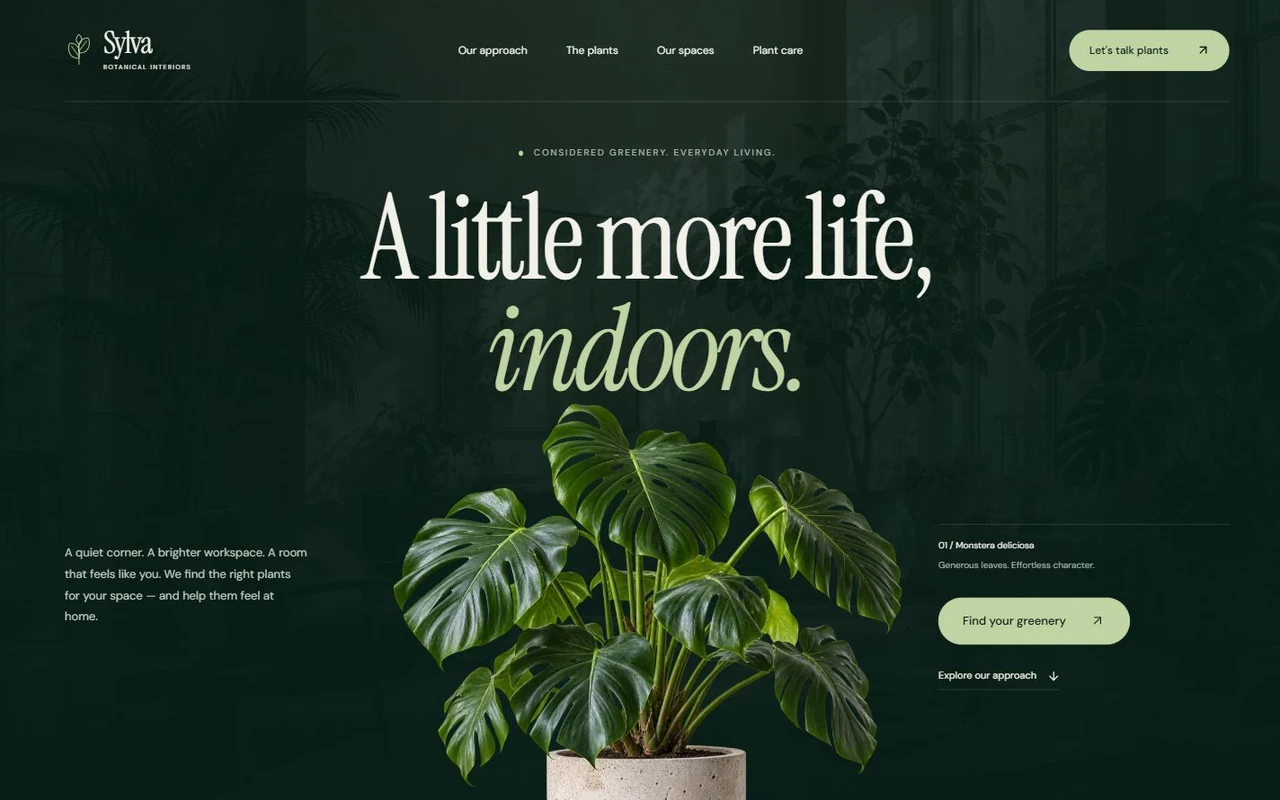 Sylva
BOTANICAL INTERIORS
Our approach
The plants
Our spaces
Plant care
Let's talk plants
CONSIDERED GREENERY. EVERYDAY LIVING.
A little more life,
indoors.
A quiet corner. A brighter workspace. A room
that feels like you. We find the right plants
for your space — and help them feel at
home.
01 / Monstera deliciosa
Generous leaves. Effortless character.
Find your greenery
Explore our approach